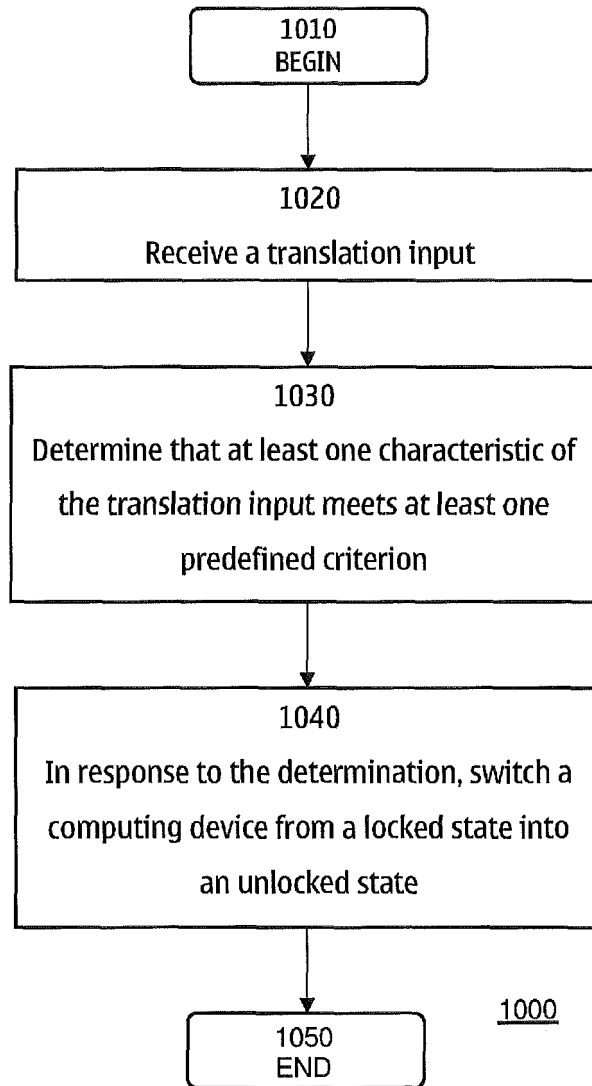 1010
BEGIN
1020
Receive a translation input
1030
Determine that at least one characteristic of
the translation input meets at least one
predefined criterion
1040
In response to the determination, switch a
computing device from a locked state into
an unlocked state
1000
1050
END